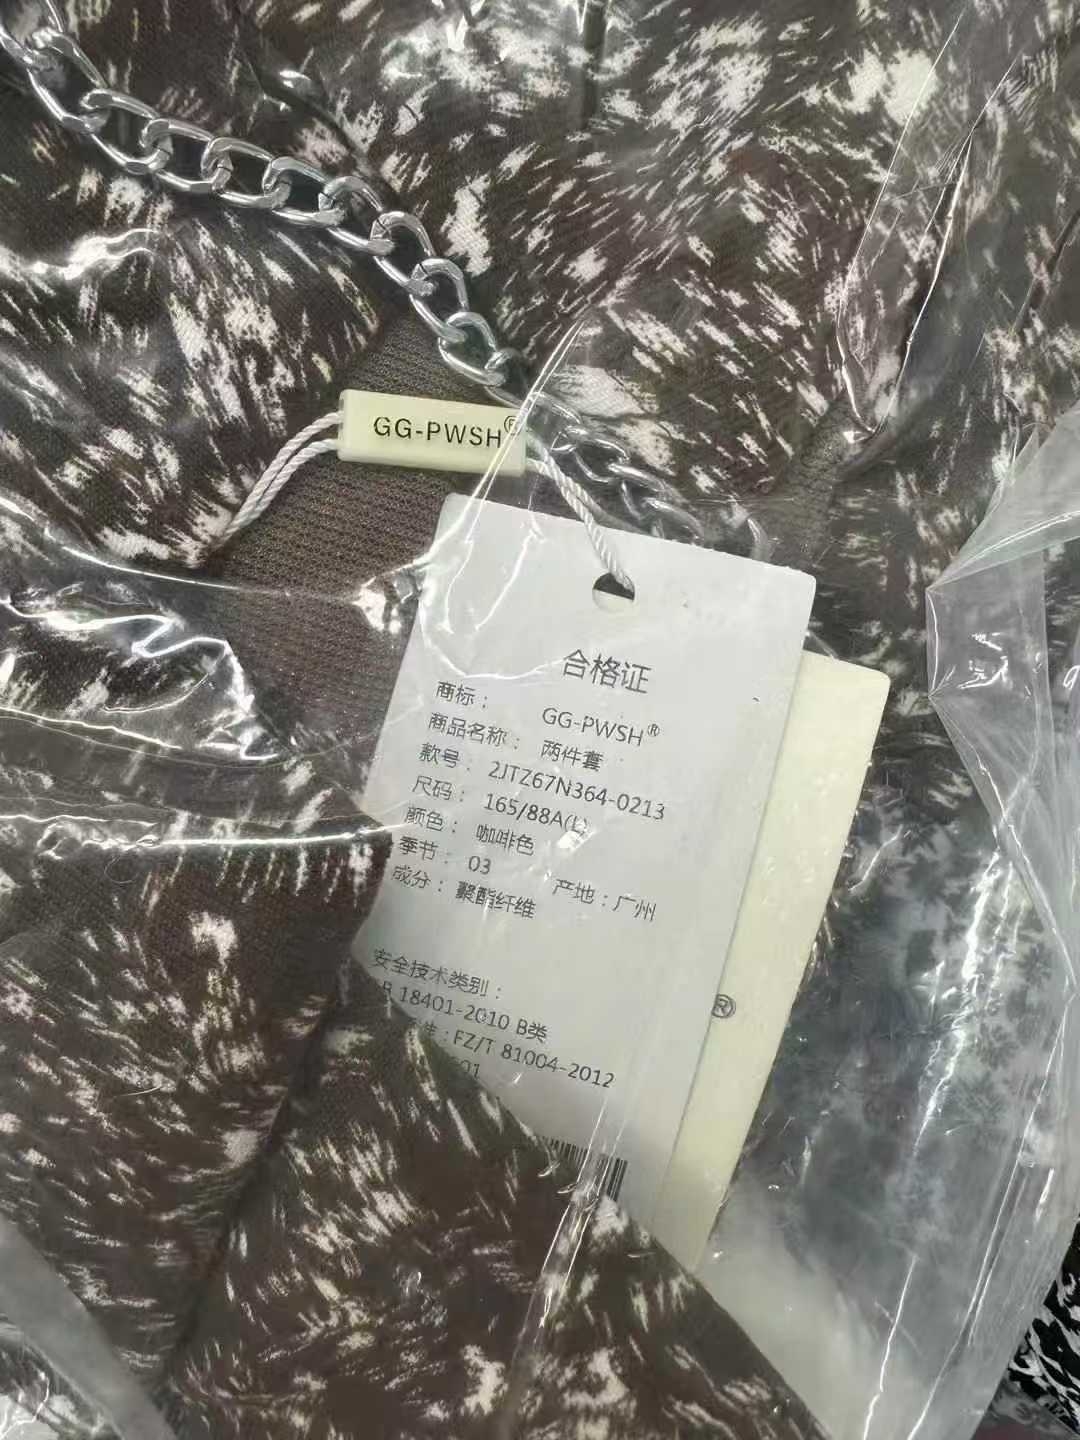 GG-PWSH®
合格证
商标： GG-PWSH®
商品名称： 两件套
款号： 2JTZ67N364-0213
尺码： 165/88A(L)
颜色： 咖啡色
季节： 03
成分： 聚酯纤维 产地：广州
安全技术类别：
18401-2010 B类
FZ/T 81004-2012
01
®